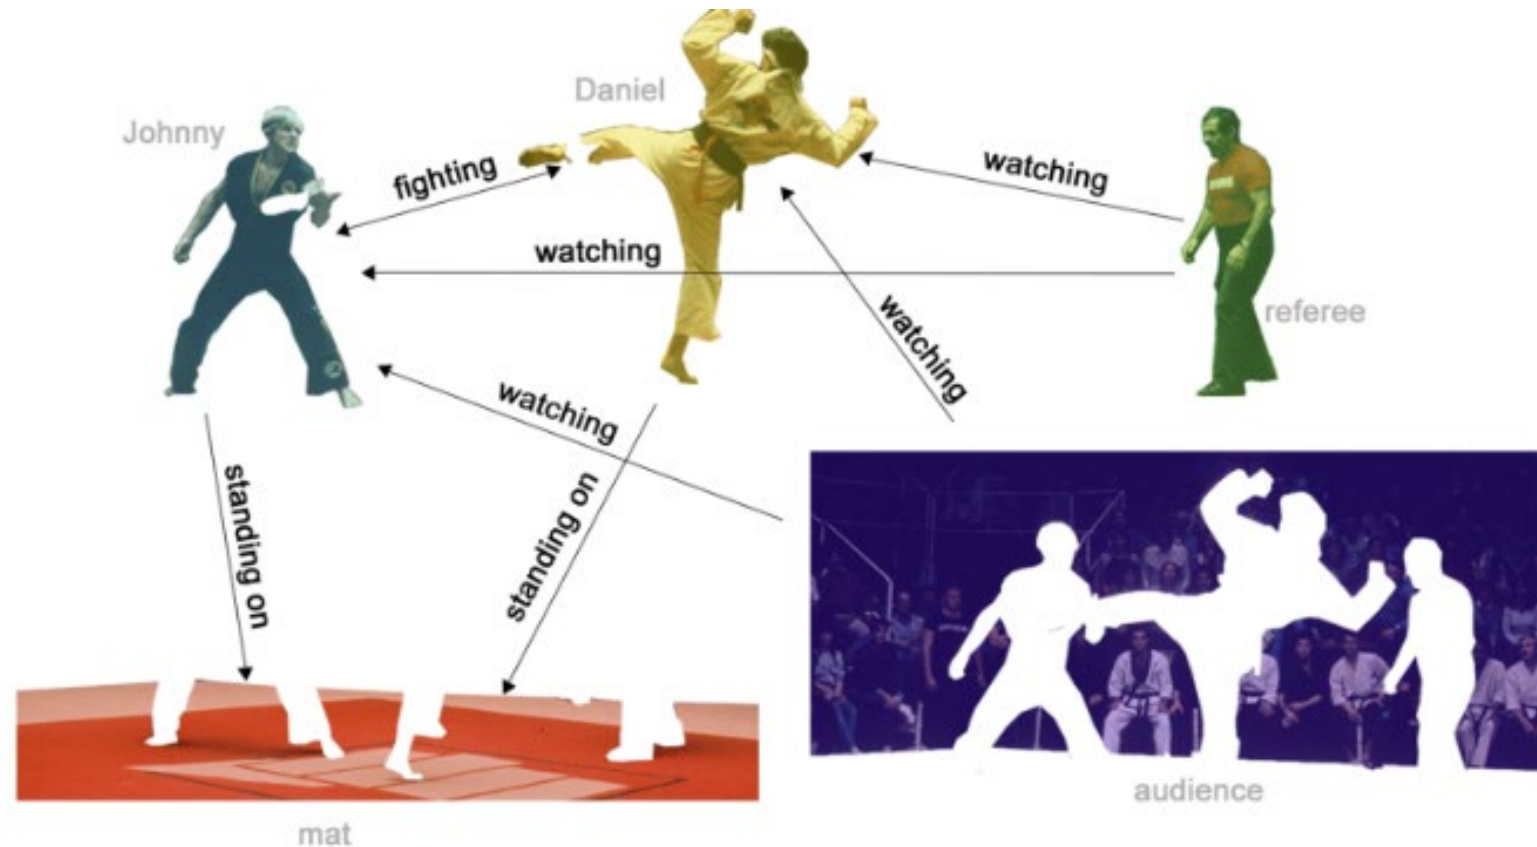 Daniel
Johnny
fighting
watching
watching
watching
referee
watching
standing on
standing on
audience
mat